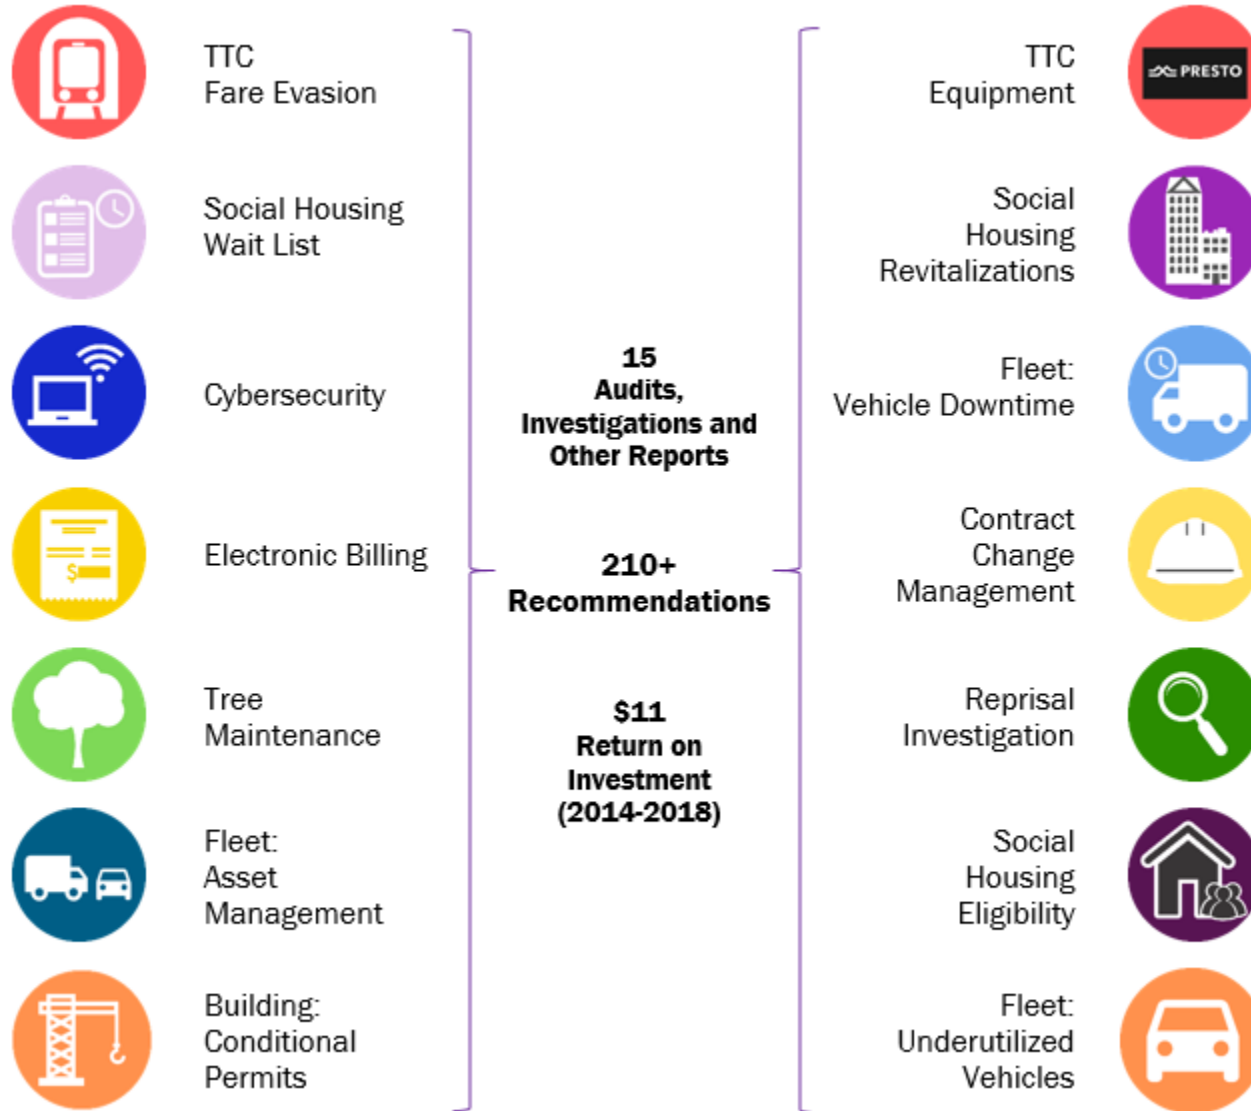 TTC
Fare Evasion
Social Housing
Wait List
Cybersecurity
Electronic Billing
$
Tree
Maintenance
Fleet:
Asset
Management
Building:
Conditional
Permits
15
Audits,
Investigations and
Other Reports
210+
Recommendations
$11
Return on
Investment
(2014-2018)
TTC
Equipment
PRESTO
Social
Housing
Revitalizations
Fleet:
Vehicle Downtime
Contract
Change
Management
Reprisal
Investigation
Social
Housing
Eligibility
Fleet:
Underutilized
Vehicles